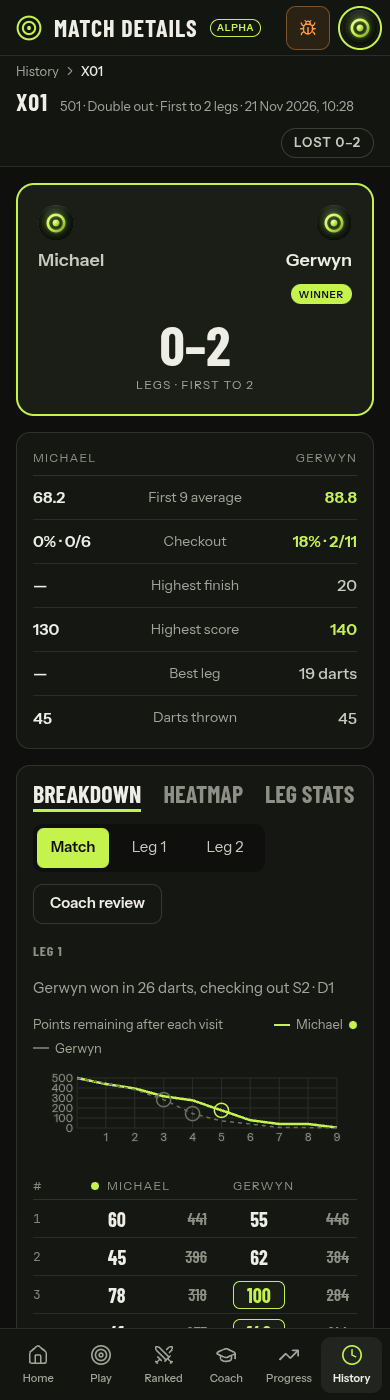 MATCH DETAILS ALPHA
History > X01
X01 501 · Double out · First to 2 legs · 21 Nov 2026, 10:28
LOST 0–2
Michael Gerwyn
WINNER
0–2
LEGS · FIRST TO 2
MICHAEL GERWYN
68.2 First 9 average 88.8
0% · 0/6 Checkout 18% · 2/11
— Highest finish 20
130 Highest score 140
— Best leg 19 darts
45 Darts thrown 45
BREAKDOWN HEATMAP LEG STATS
Match Leg 1 Leg 2
Coach review
LEG 1
Gerwyn won in 26 darts, checking out S2 · D1
Points remaining after each visit Michael
Gerwyn
500
400
300
200
100
0
1 2 3 4 5 6 7 8 9
# MICHAEL GERWYN
1 60 441 55 446
2 45 396 62 384
3 78 318 100 284
Home Play Ranked Coach Progress History